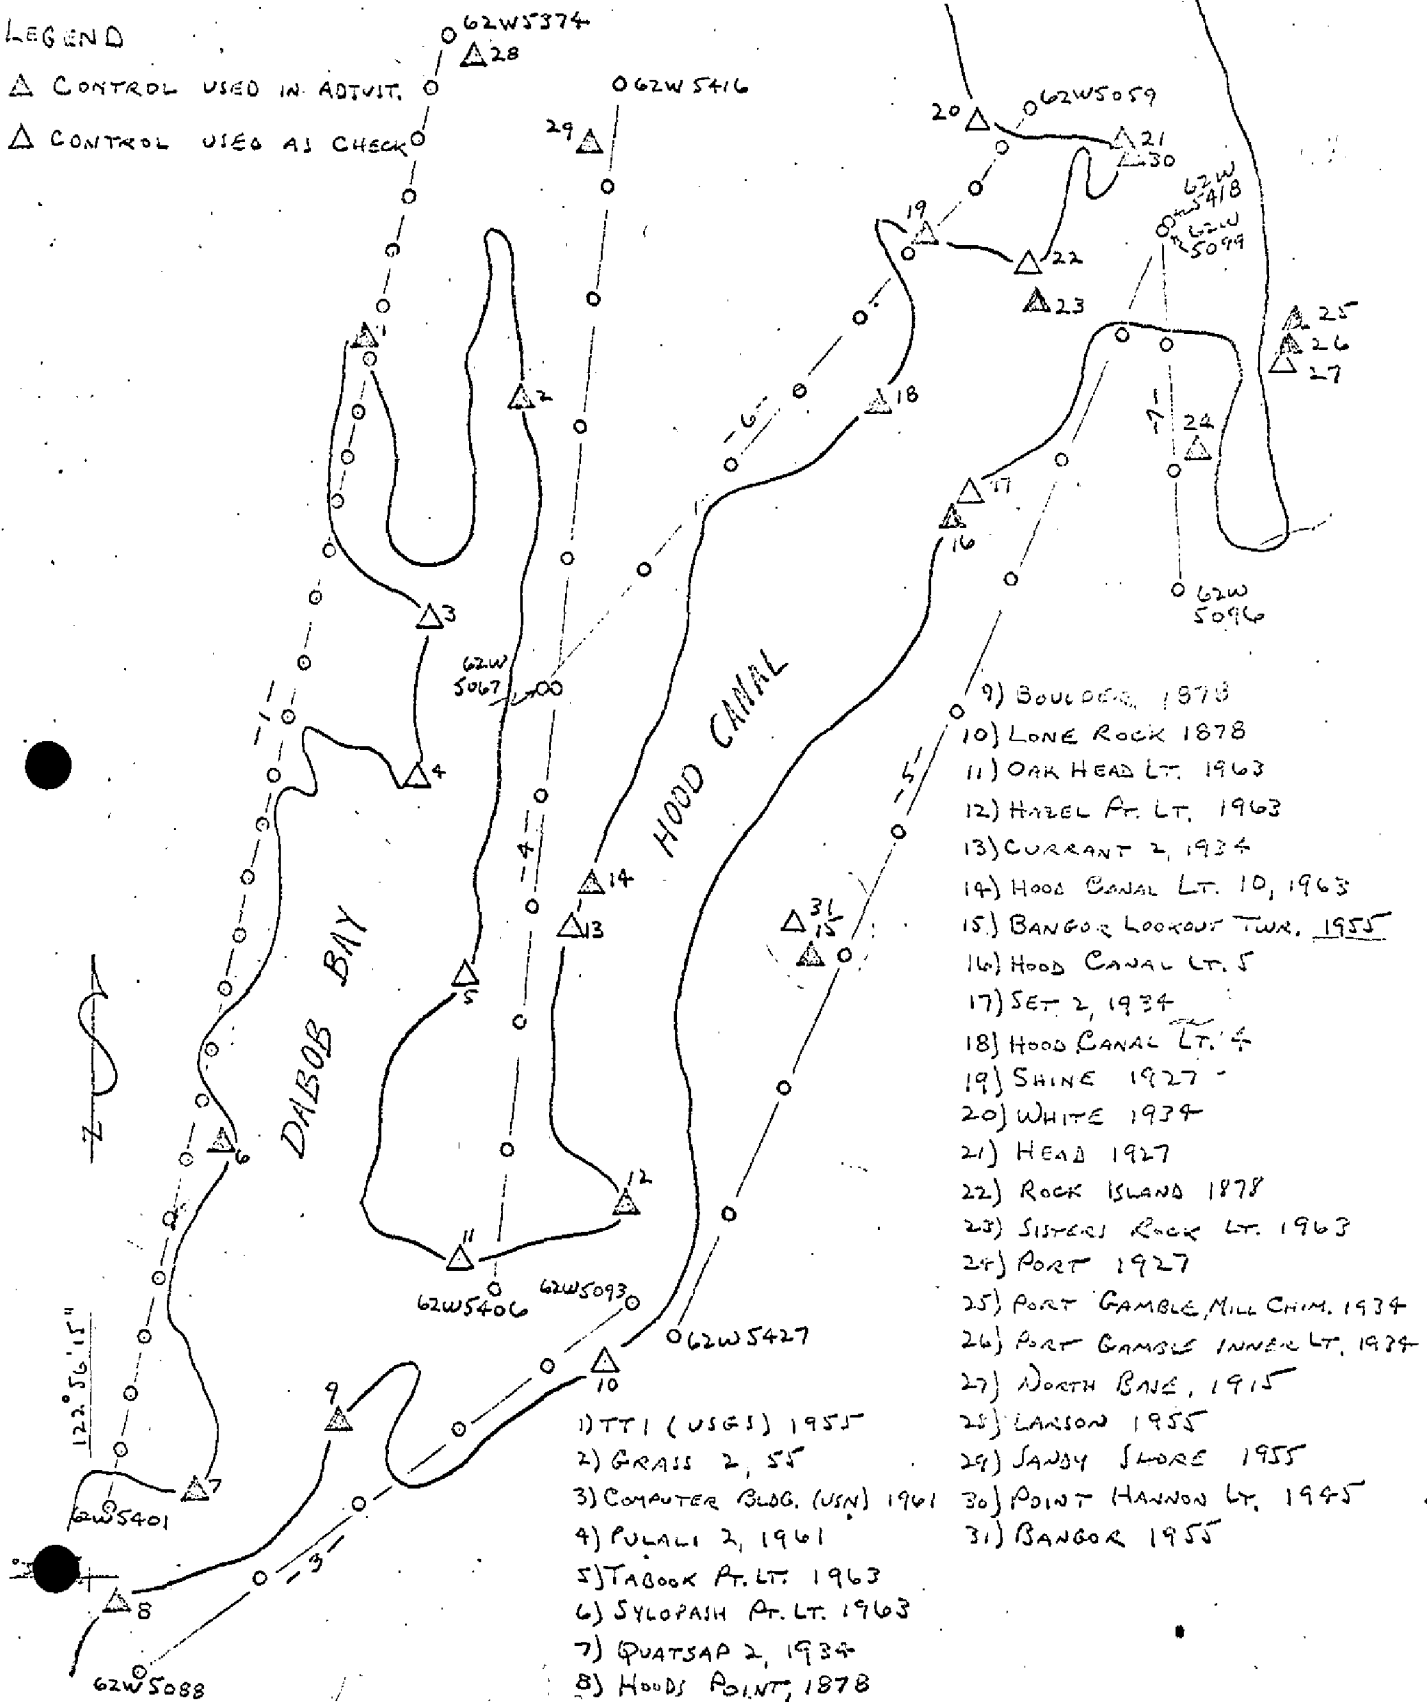 LEGEND
△ CONTROL USED IN ADJUST.
△ CONTROL USED AS CHECK
62W5374
28
62W5416
29
20
62W5059
21
30
62W
5418
62W
5099
19
22
23
25
26
27
1
2
18
-6-
-7-
24
17
16
62W
5096
3
62W
5067
-1-
4
HOOD CANAL
-5-
-4-
14
13
31
15
5
DABOB BAY
6
12
11
62W5406
62W5093
62W5427
122° 56' 15"
10
9
7
62W5401
-3-
8
62W5088
N
1) TT1 (USGS) 1955
2) GRASS 2, 55
3) COMPUTER BLDG. (USN) 1961
4) PULALI 2, 1961
5) TABOOK PT. LT. 1963
6) SYLOPASH PT. LT. 1963
7) QUATSAP 2, 1934
8) HOODS POINT, 1878
9) BOULDER 1878
10) LONE ROCK 1878
11) OAK HEAD LT. 1963
12) HAZEL PT. LT. 1963
13) CURRANT 2, 1934
14) HOOD CANAL LT. 10, 1963
15) BANGOR LOOKOUT TWR. 1955
16) HOOD CANAL LT. 5
17) SET 2, 1934
18) HOOD CANAL LT. 4
19) SHINE 1927
20) WHITE 1934
21) HEAD 1927
22) ROCK ISLAND 1878
23) SISTERS ROCK LT. 1963
24) PORT 1927
25) PORT GAMBLE, MILL CHIM. 1934
26) PORT GAMBLE INNER LT. 1934
27) NORTH BASE, 1915
28) LARSON 1955
29) SANDY SHORE 1955
30) POINT HANNON LT. 1945
31) BANGOR 1955